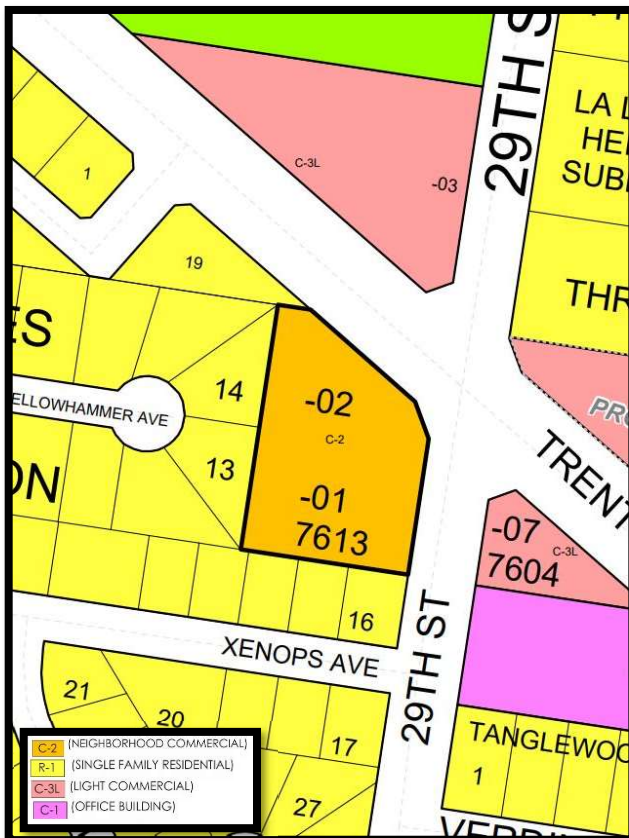 29TH S
LA L
HE
SUB
C-3L
-03
1
19
THR
ES
14
-02
ELLOWHAMMER AVE
C-2
PRO
13
TRENT
ON
-01
7613
-07
C-3L
7604
16
XENOPS AVE
29TH ST
21
20
17
TANGLEWOO
1
27
C-2 (NEIGHBORHOOD COMMERCIAL)
R-1 (SINGLE FAMILY RESIDENTIAL)
C-3L (LIGHT COMMERCIAL)
C-1 (OFFICE BUILDING)